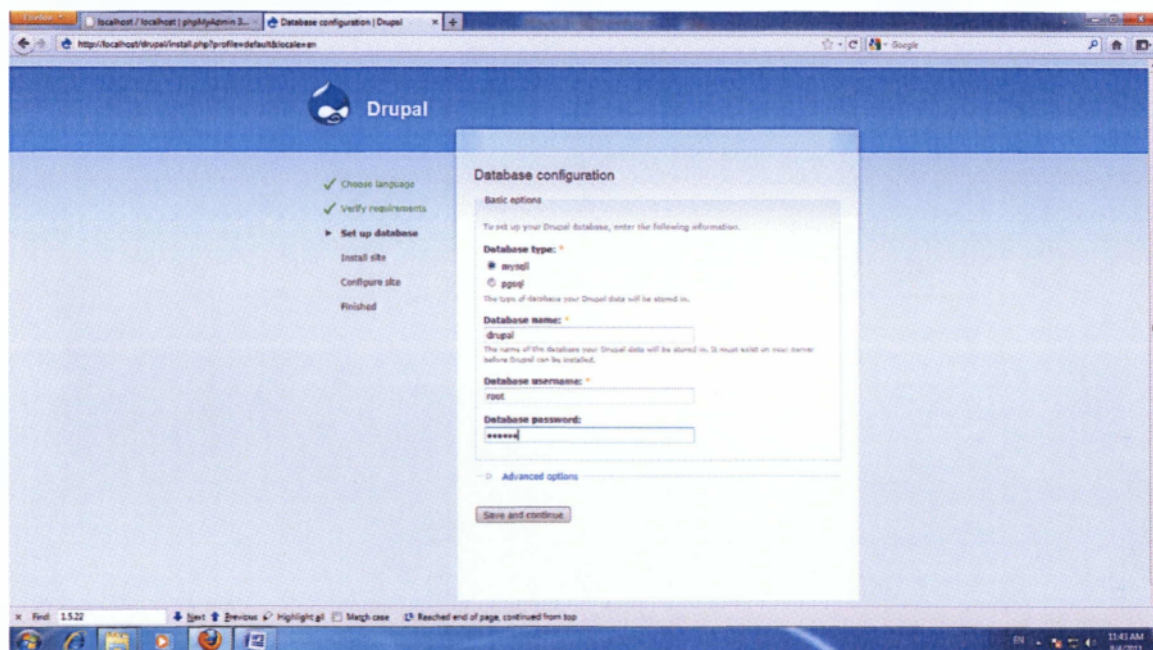 Firefox
localhost / localhost | phpMyAdmin 3...
Database configuration | Drupal
http://localhost/drupal/install.php?profile=default&locale=en
Google
Drupal
Choose language
Verify requirements
Set up database
Install site
Configure site
Finished
Database configuration
Basic options
To set up your Drupal database, enter the following information.
Database type: *
mysqli
pgsql
The type of database your Drupal data will be stored in.
Database name: *
drupal
The name of the database your Drupal data will be stored in. It must exist on your server
before Drupal can be installed.
Database username: *
root
Database password:
••••••
Advanced options
Save and continue
Find: 1.5.22 Next Previous Highlight all Match case Reached end of page, continued from top
EN
11:43 AM